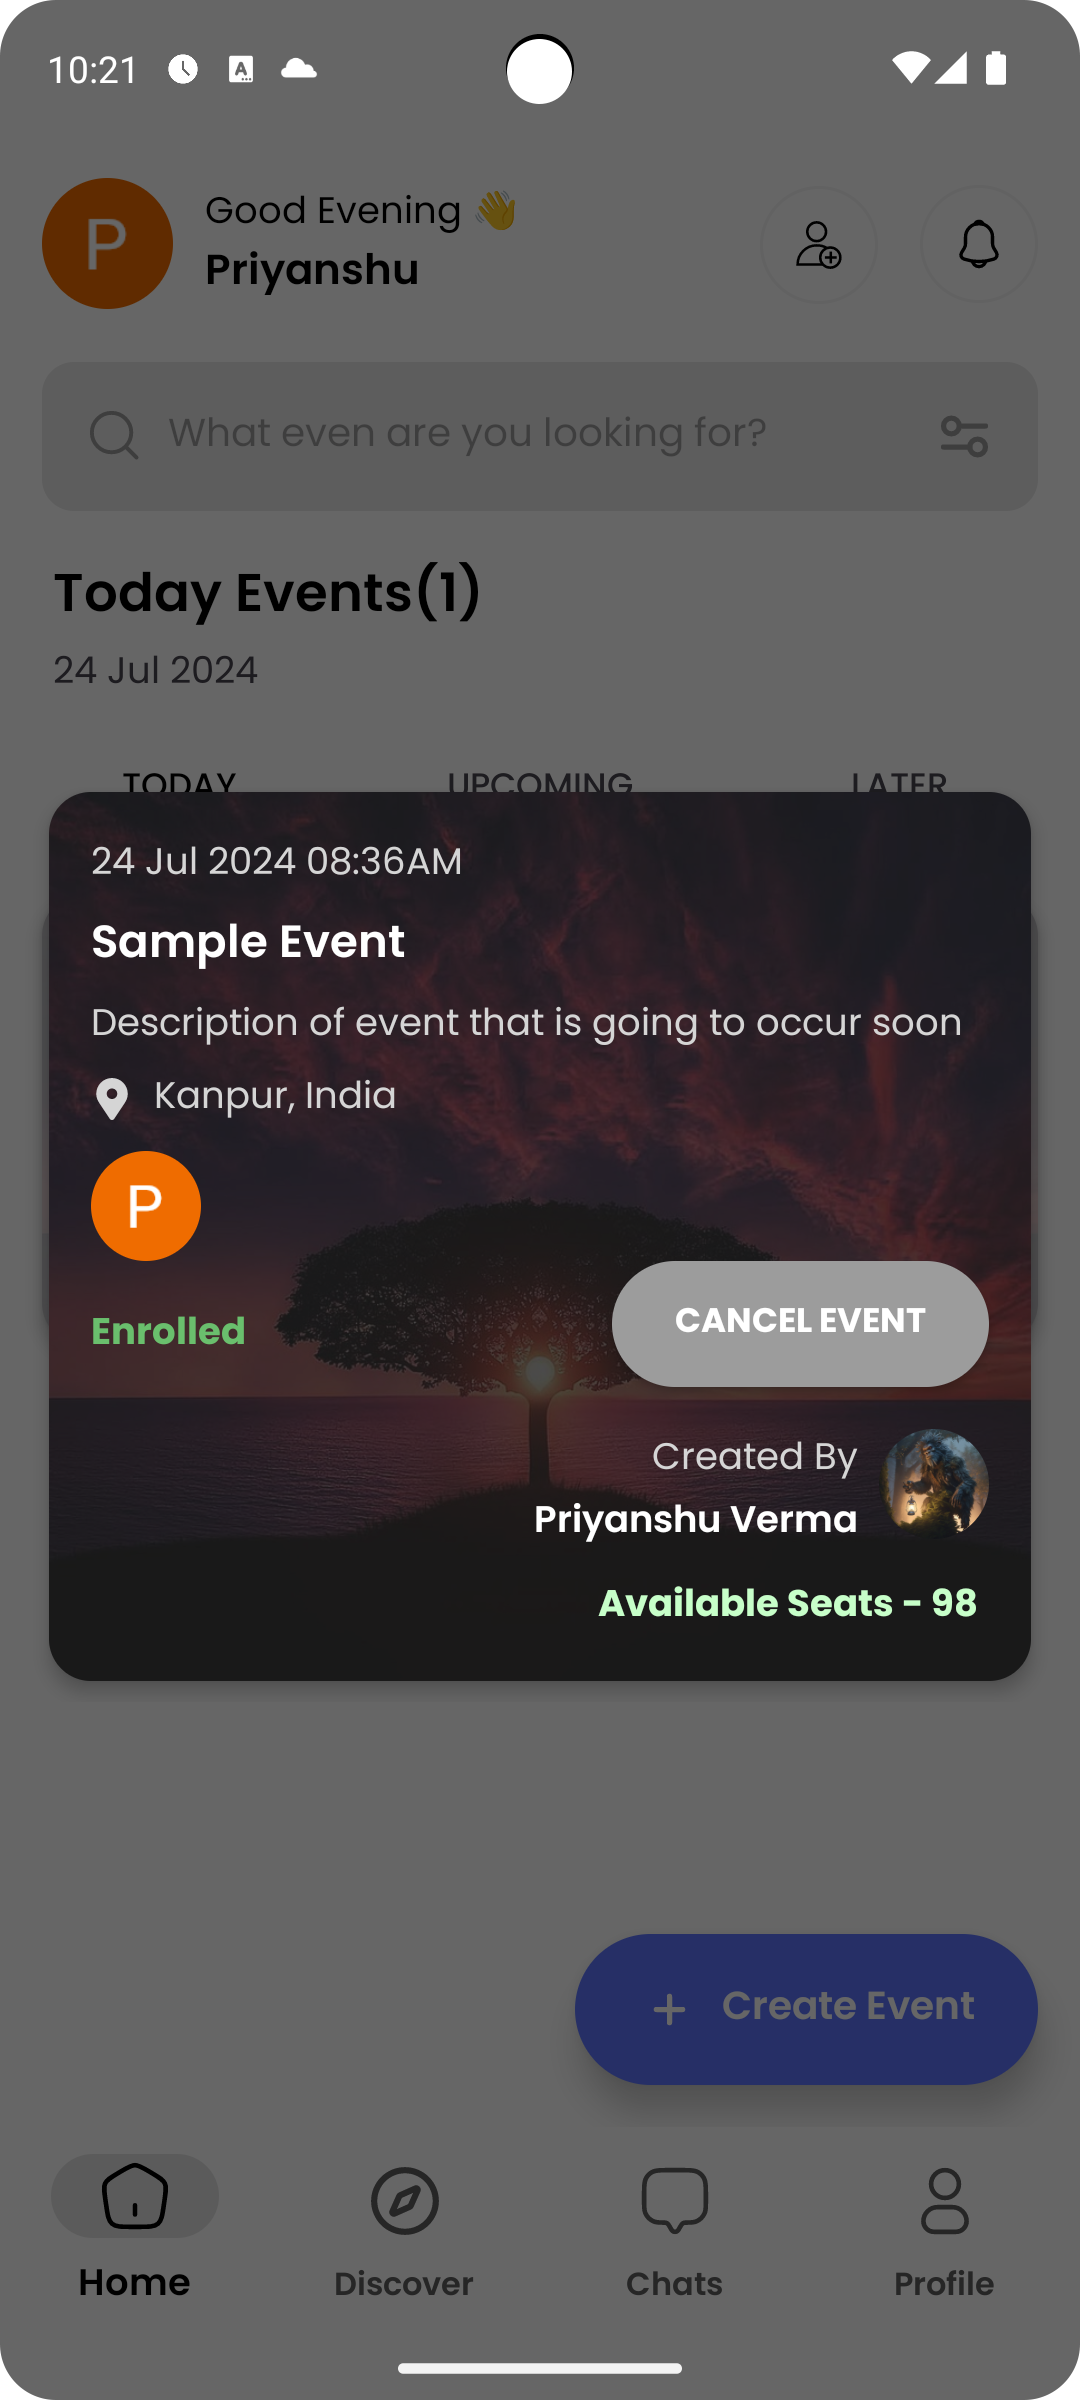 10:21
P
Good Evening 👋
Priyanshu
What even are you looking for?
Today Events(1)
24 Jul 2024
TODAY UPCOMING LATER
24 Jul 2024 08:36AM
Sample Event
Description of event that is going to occur soon
Kanpur, India
P
Enrolled
CANCEL EVENT
Created By
Priyanshu Verma
Available Seats - 98
+ Create Event
Home Discover Chats Profile